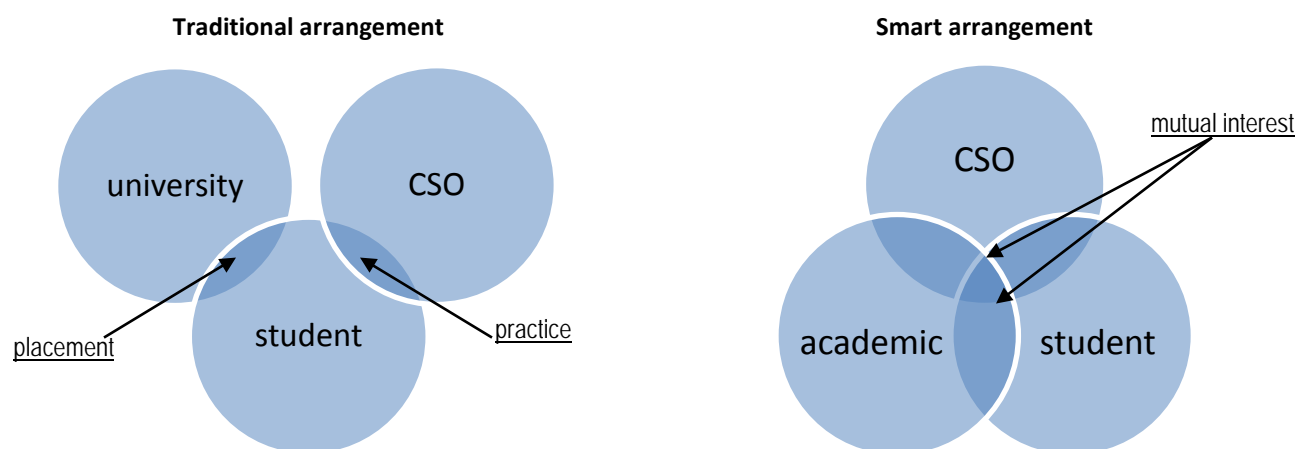 Traditional arrangement
university
CSO
student
placement
practice
Smart arrangement
mutual interest
CSO
academic
student